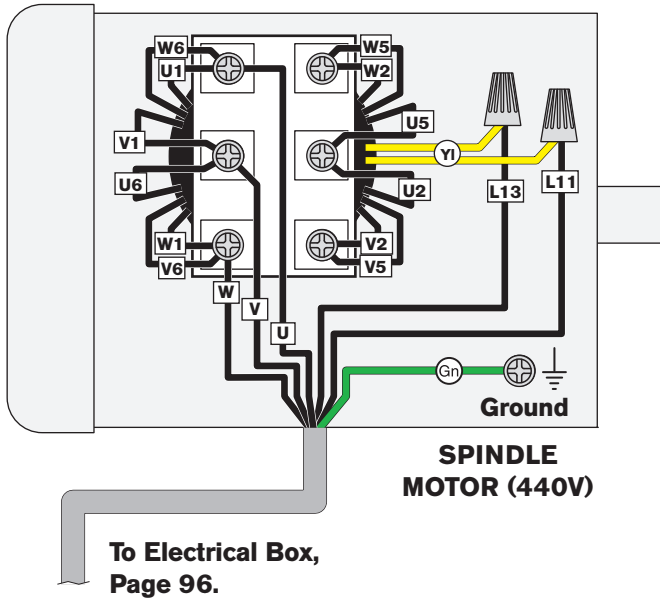 W6
U1
V1
U6
W1
V6
W5
W2
U5
U2
V2
V5
Yl
L13
L11
W
V
U
Gn
Ground
SPINDLE
MOTOR (440V)
To Electrical Box,
Page 96.